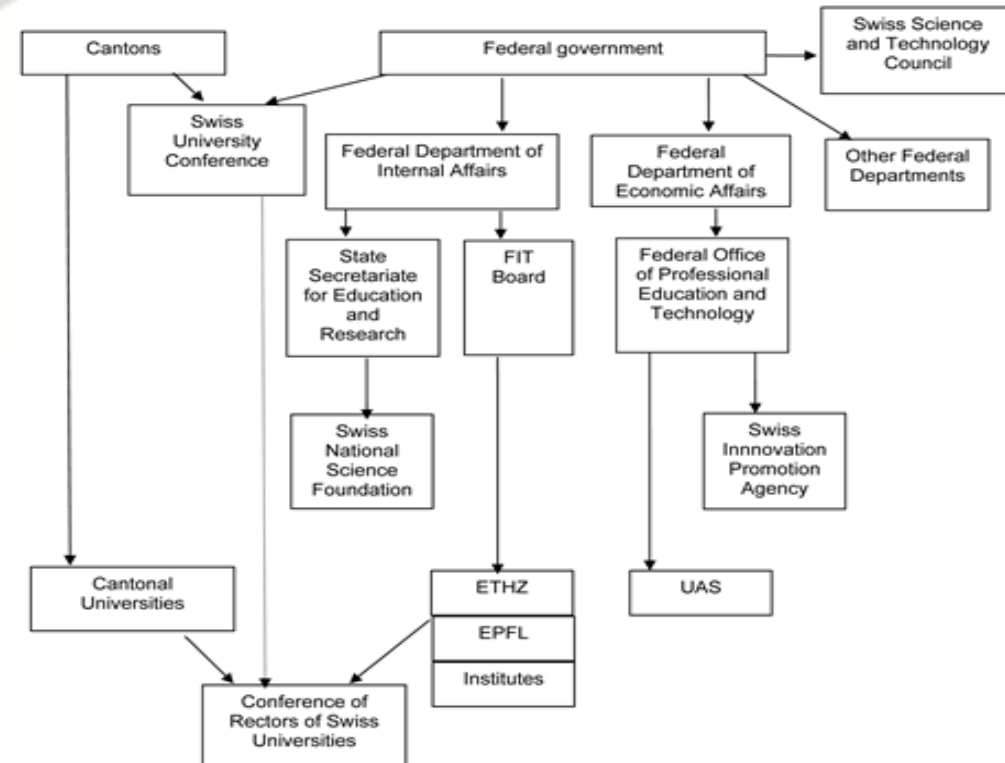 Cantons
Federal government
Swiss Science
and Technology
Council
Swiss
University
Conference
Federal Department of
Internal Affairs
Federal
Department of
Economic Affairs
Other Federal
Departments
State
Secretariate
for Education
and
Research
FIT
Board
Federal Office
of Professional
Education and
Technology
Swiss
National
Science
Foundation
Swiss
Innnovation
Promotion
Agency
Cantonal
Universities
ETHZ
EPFL
Institutes
UAS
Conference of
Rectors of Swiss
Universities